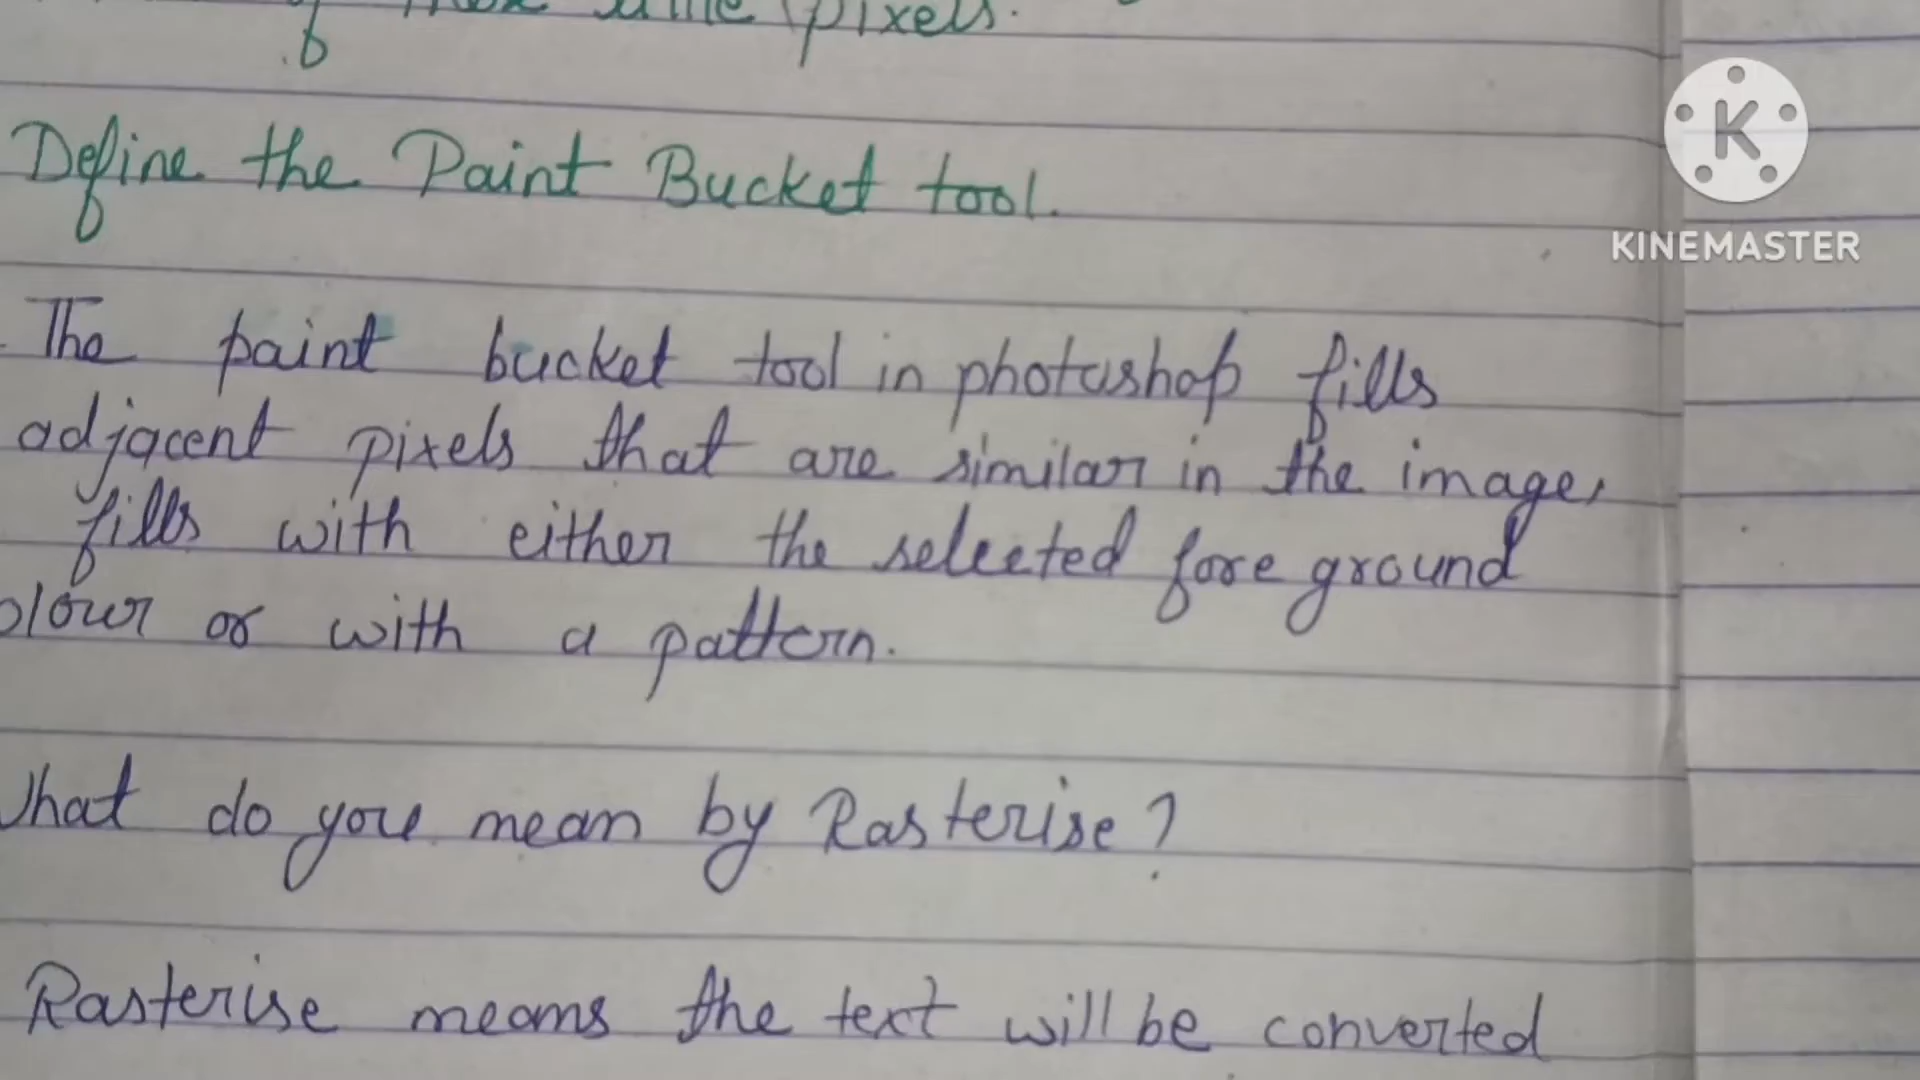 pixels.
Define the Paint Bucket tool.
The paint bucket tool in photoshop fills
adjacent pixels that are similar in the image,
fills with either the selected fore ground
olour or with a pattern.
hat do you mean by Rasterise?
Rasterise means the text will be converted
K
KINEMASTER